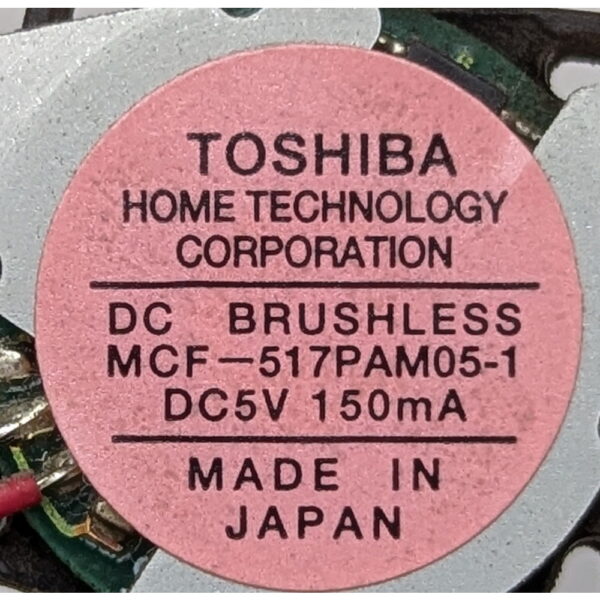 TOSHIBA
HOME TECHNOLOGY
CORPORATION
DC BRUSHLESS
MCF-517PAM05-1
DC5V 150mA
MADE IN
JAPAN